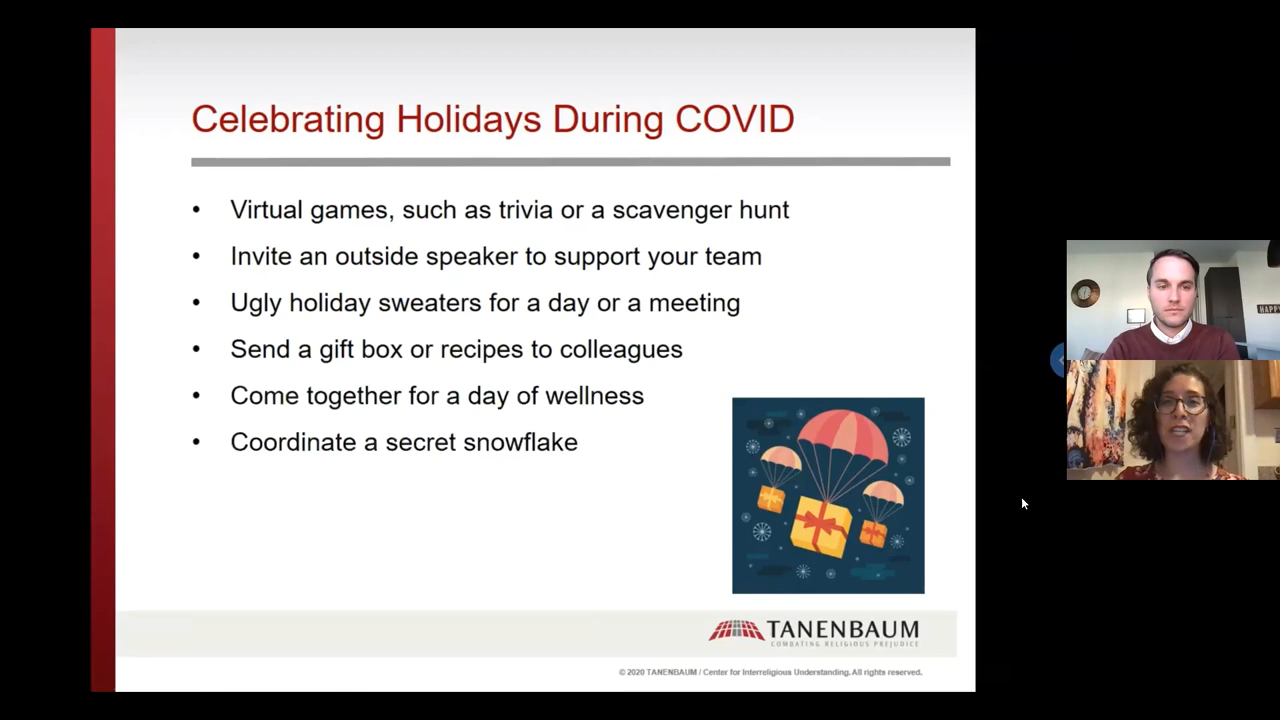 Celebrating Holidays During COVID
• Virtual games, such as trivia or a scavenger hunt
• Invite an outside speaker to support your team
• Ugly holiday sweaters for a day or a meeting
• Send a gift box or recipes to colleagues
• Come together for a day of wellness
• Coordinate a secret snowflake
TANENBAUM
COMBATING RELIGIOUS PREJUDICE
© 2020 TANENBAUM / Center for Interreligious Understanding. All rights reserved.
HAPP